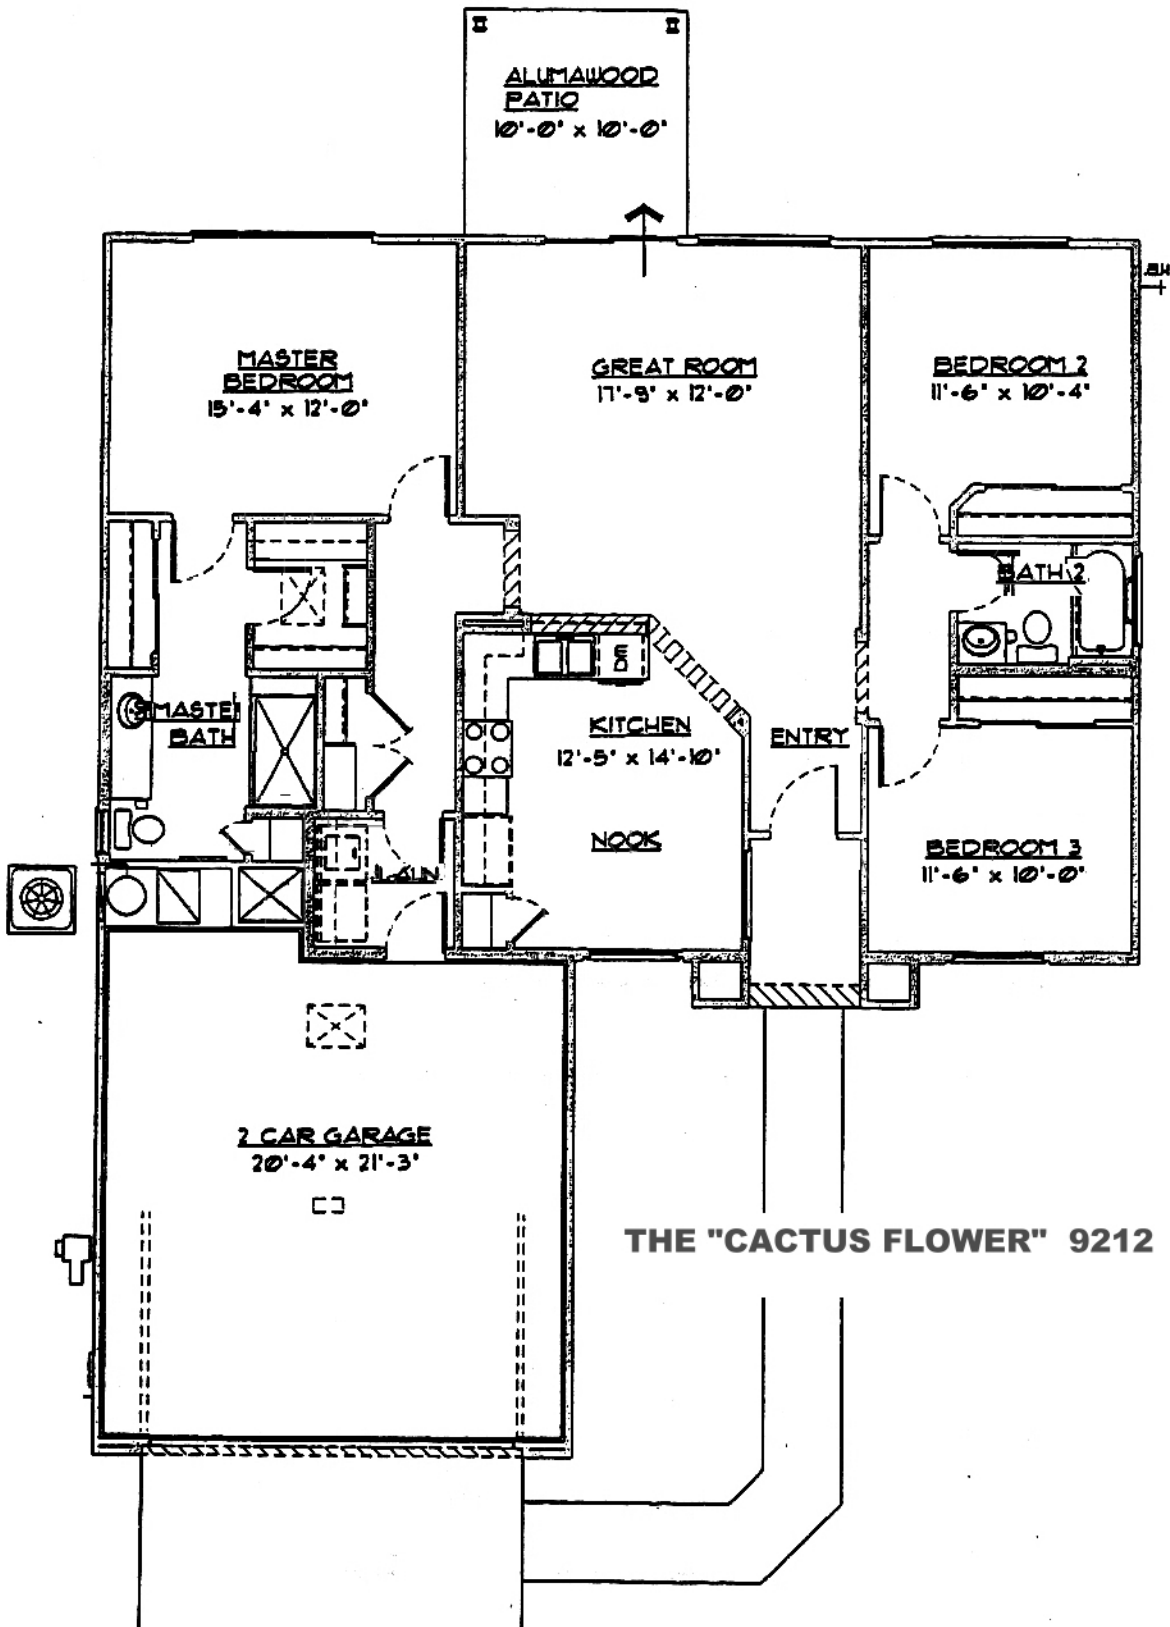 ALUMAWOOD
PATIO
10'-0" x 10'-0"
MASTER
BEDROOM
15'-4" x 12'-0"
GREAT ROOM
17'-9" x 12'-0"
BEDROOM 2
11'-6" x 10'-4"
BATH 2
MASTE
BATH
KITCHEN
12'-5" x 14'-10"
ENTRY
NOOK
BEDROOM 3
11'-6" x 10'-0"
2 CAR GARAGE
20'-4" x 21'-3"
THE "CACTUS FLOWER" 9212